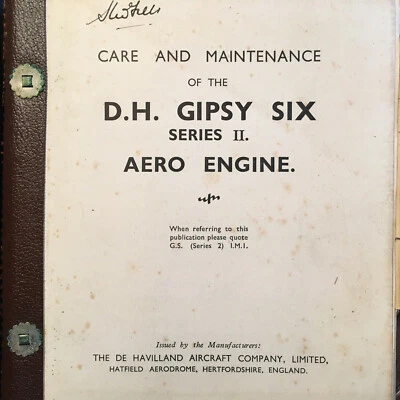 CARE AND MAINTENANCE
OF THE
D.H. GIPSY SIX
SERIES II.
AERO ENGINE.
When referring to this
publication please quote
G.S. (Series 2) I.M.I.
Issued by the Manufacturers:
THE DE HAVILLAND AIRCRAFT COMPANY, LIMITED,
HATFIELD AERODROME, HERTFORDSHIRE, ENGLAND.